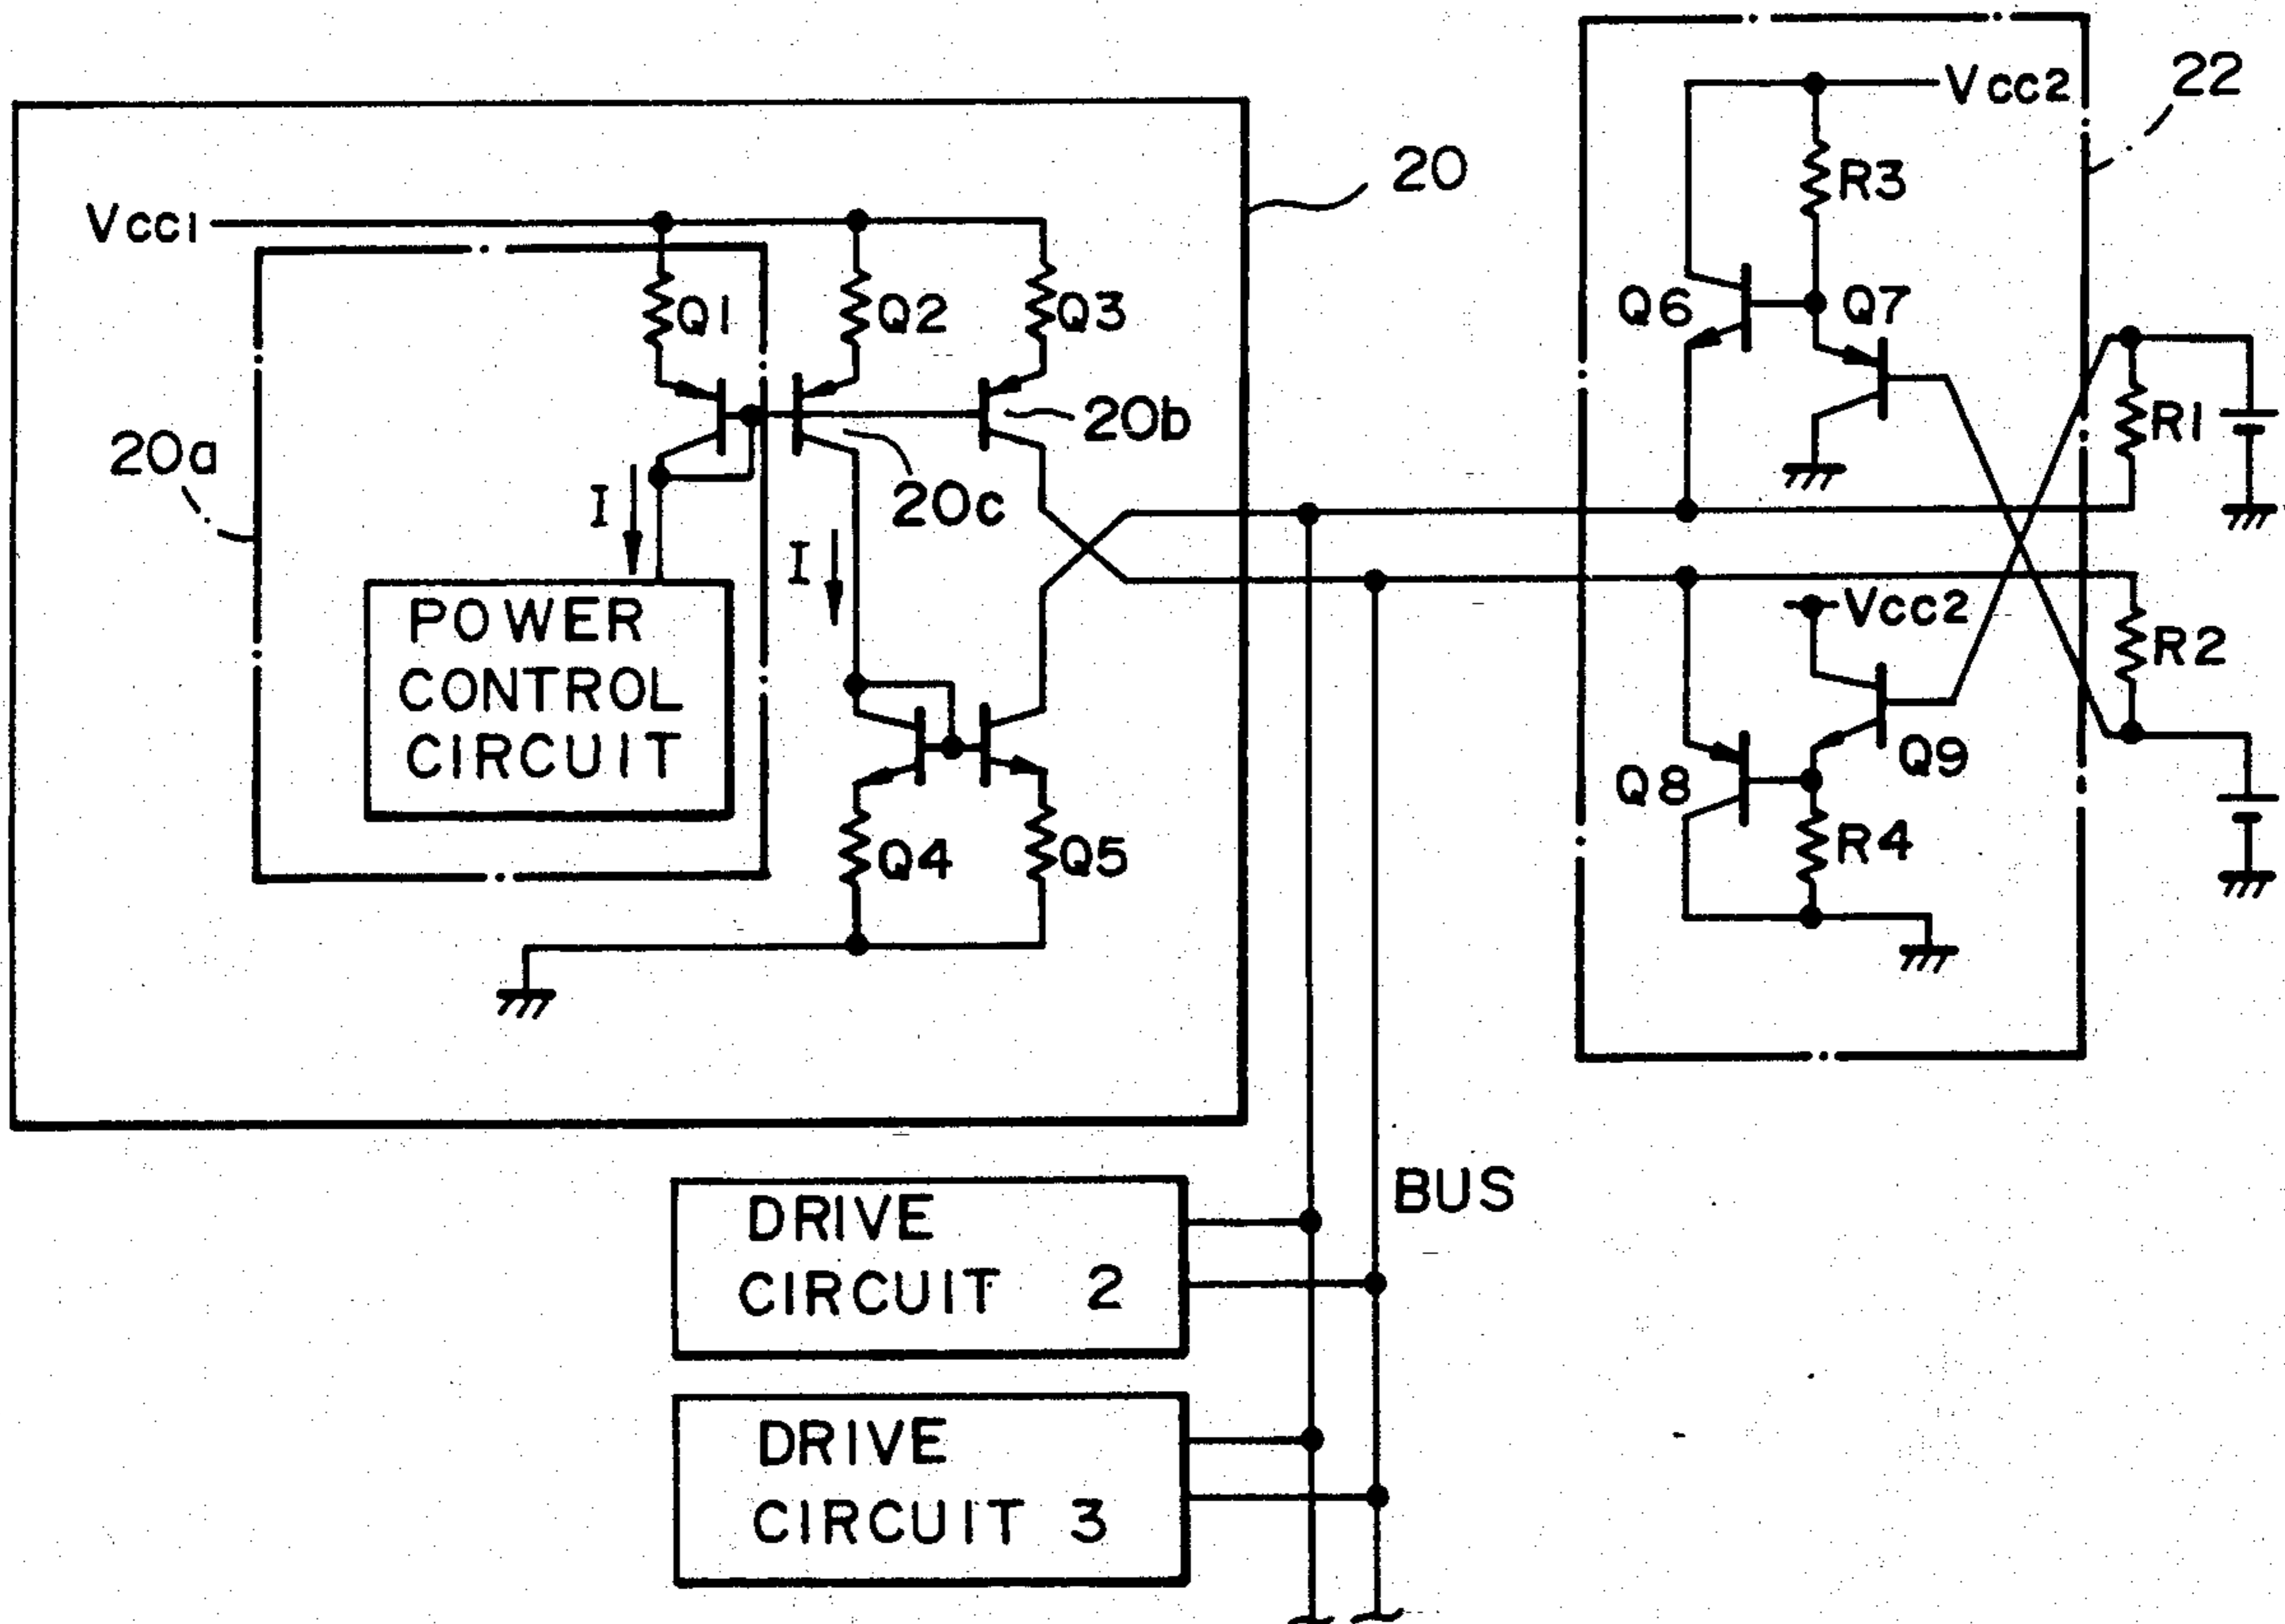 Vcc2
22
20
R3
Vcc1
Q1
Q2
Q3
Q6
Q7
20b
R1
20a
20c
I
I
POWER
CONTROL
CIRCUIT
Vcc2
R2
Q8
Q9
R4
Q4
Q5
BUS
DRIVE
CIRCUIT 2
DRIVE
CIRCUIT 3